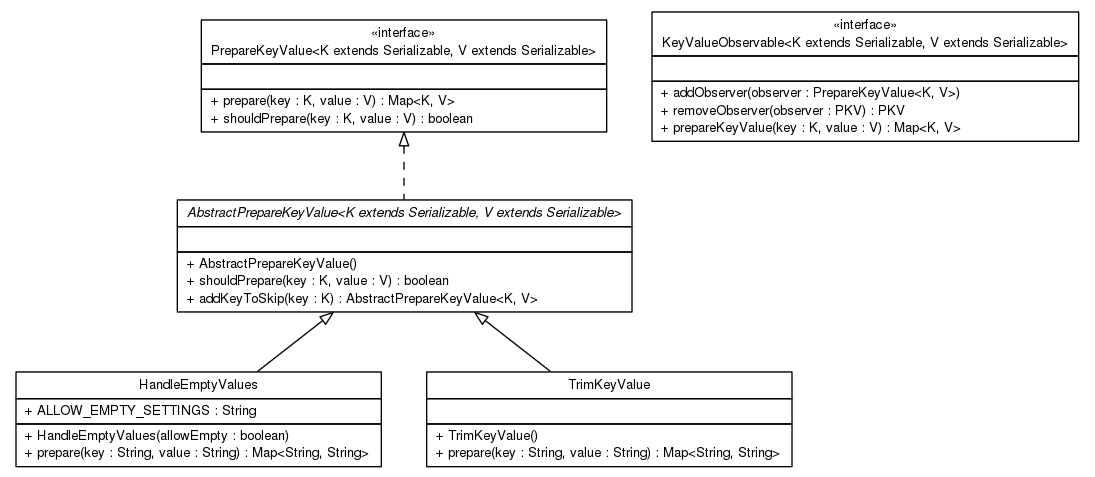 «interface»
PrepareKeyValue<K extends Serializable, V extends Serializable>
+ prepare(key : K, value : V) : Map<K, V>
+ shouldPrepare(key : K, value : V) : boolean
«interface»
KeyValueObservable<K extends Serializable, V extends Serializable>
+ addObserver(observer : PrepareKeyValue<K, V>)
+ removeObserver(observer : PKV) : PKV
+ prepareKeyValue(key : K, value : V) : Map<K, V>
AbstractPrepareKeyValue<K extends Serializable, V extends Serializable>
+ AbstractPrepareKeyValue()
+ shouldPrepare(key : K, value : V) : boolean
+ addKeyToSkip(key : K) : AbstractPrepareKeyValue<K, V>
HandleEmptyValues
+ ALLOW_EMPTY_SETTINGS : String
+ HandleEmptyValues(allowEmpty : boolean)
+ prepare(key : String, value : String) : Map<String, String>
TrimKeyValue
+ TrimKeyValue()
+ prepare(key : String, value : String) : Map<String, String>